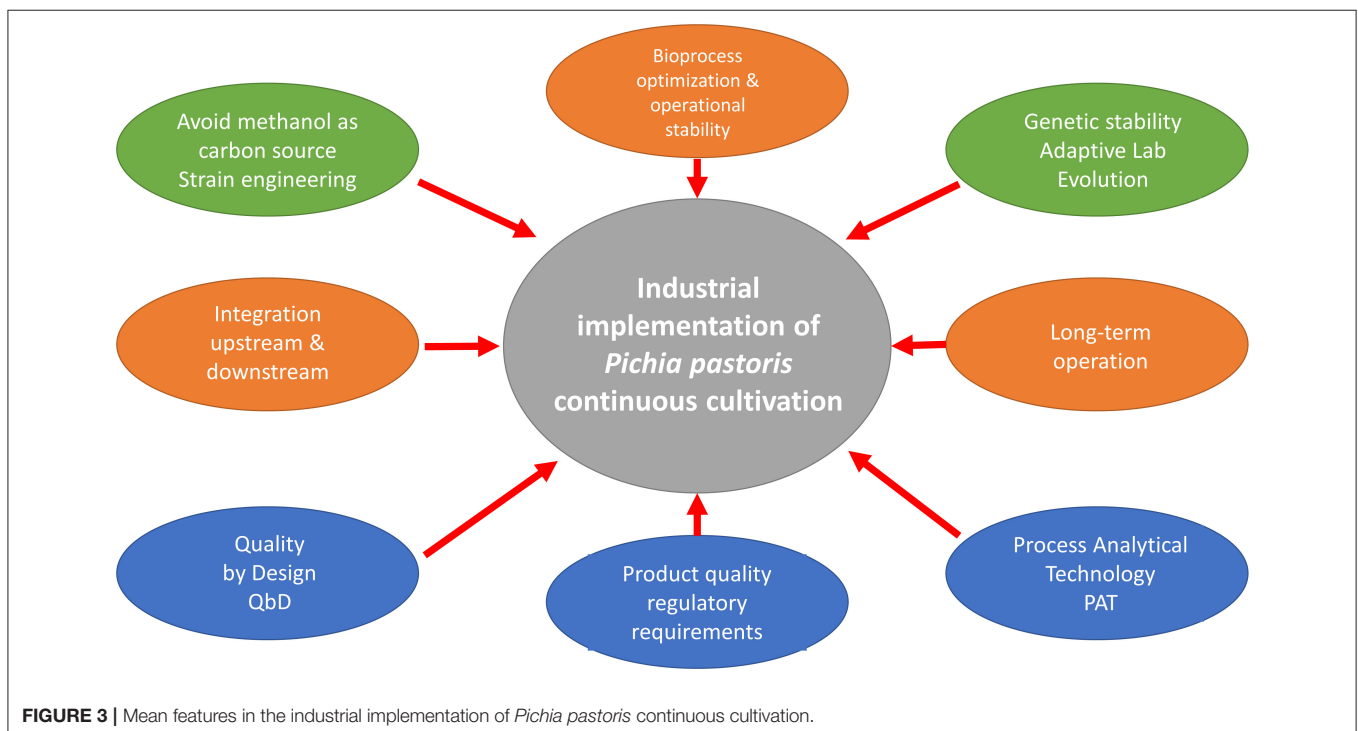 Bioprocess
optimization &
operational
stability
Avoid methanol as
carbon source
Strain engineering
Genetic stability
Adaptive Lab
Evolution
Industrial
implementation of
Pichia pastoris
continuous cultivation
Integration
upstream &
downstream
Long-term
operation
Quality
by Design
QbD
Product quality
regulatory
requirements
Process Analytical
Technology
PAT
FIGURE 3 | Mean features in the industrial implementation of Pichia pastoris continuous cultivation.